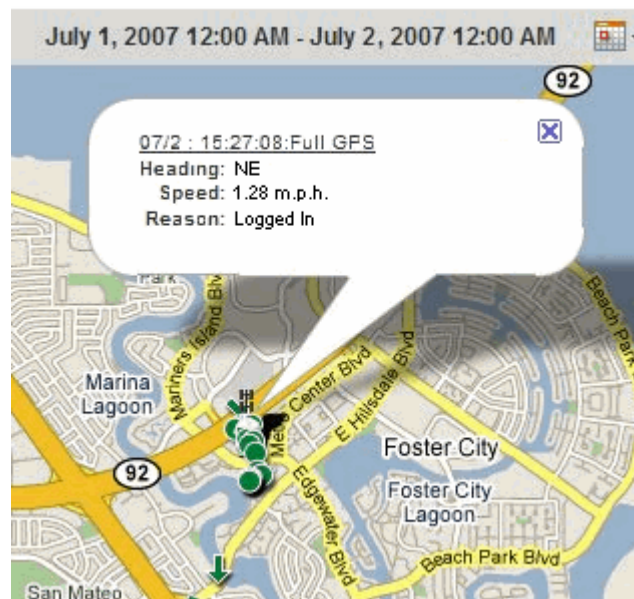 July 1, 2007 12:00 AM - July 2, 2007 12:00 AM
92
07/2 : 15:27:08:Full GPS
Heading: NE
Speed: 1.28 m.p.h.
Reason: Logged In
Park
Mariners Island Blvd
Beach Park
Marina
Lagoon
Center Blvd
E Hillsdale Blvd
Foster City
92
Edgewater Blvd
Foster City
Lagoon
Beach Park Blvd
San Mateo